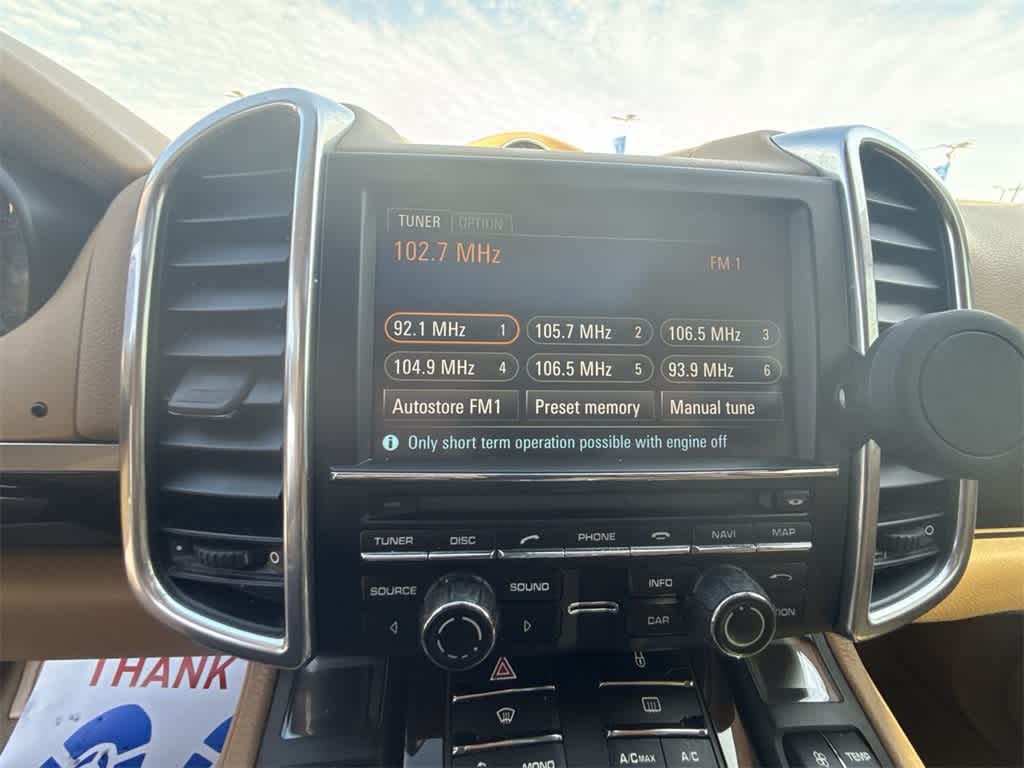 TUNER OPTION
102.7 MHz
FM 1
92.1 MHz 1 105.7 MHz 2 106.5 MHz 3
104.9 MHz 4 106.5 MHz 5 93.9 MHz 6
Autostore FM1 Preset memory Manual tune
Only short term operation possible with engine off
TUNER DISC PHONE NAVI MAP
SOURCE SOUND INFO
CAR
THANK
A/C MAX A/C TEMP
MONO